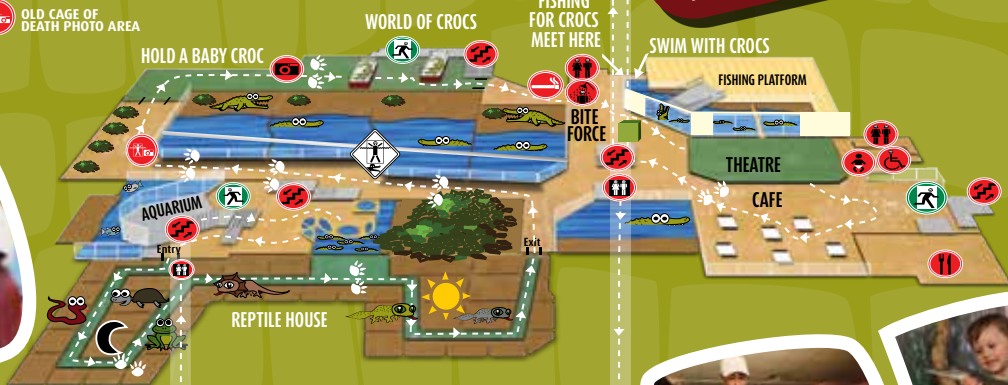 OLD CAGE OF
DEATH PHOTO AREA
HOLD A BABY CROC
WORLD OF CROCS
FISHING
FOR CROCS
MEET HERE
SWIM WITH CROCS
FISHING PLATFORM
BITE
FORCE
THEATRE
CAFE
AQUARIUM
Entry
Exit
REPTILE HOUSE